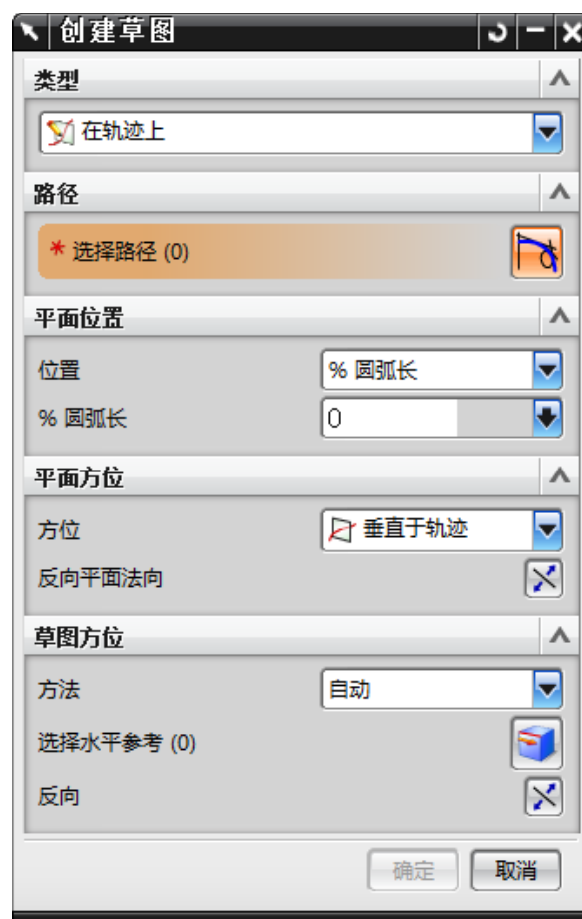 创建草图
类型
在轨迹上
路径
* 选择路径 (0)
平面位置
位置 % 圆弧长
% 圆弧长 0
平面方位
方位 垂直于轨迹
反向平面法向
草图方位
方法 自动
选择水平参考 (0)
反向
确定 取消